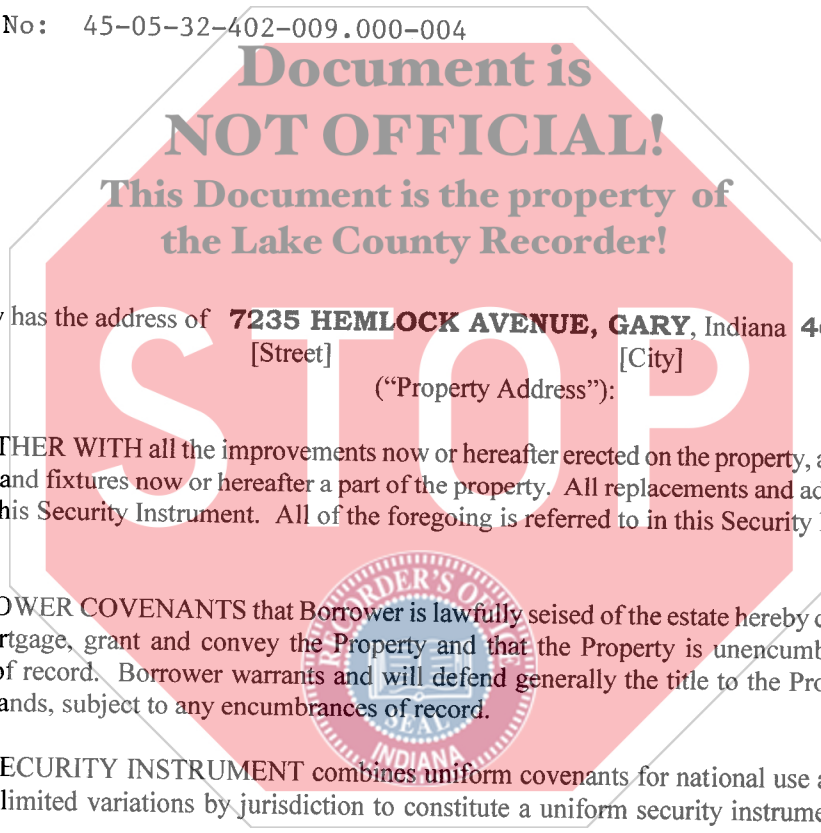 No: 45-05-32-402-009.000-004
Document is
NOT OFFICIAL!
This Document is the property of
the Lake County Recorder!
has the address of 7235 HEMLOCK AVENUE, GARY, Indiana
[Street] [City]
("Property Address"):
THER WITH all the improvements now or hereafter erected on the property, a
and fixtures now or hereafter a part of the property. All replacements and ad
his Security Instrument. All of the foregoing is referred to in this Security
STOP
OWER COVENANTS that Borrower is lawfully seised of the estate hereby
rtgage, grant and convey the Property and that the Property is unencumb
of record. Borrower warrants and will defend generally the title to the Pro
ands, subject to any encumbrances of record.
RECORDER'S OFFICE
SEAL
INDIANA
ECURITY INSTRUMENT combines uniform covenants for national use a
limited variations by jurisdiction to constitute a uniform security instrume